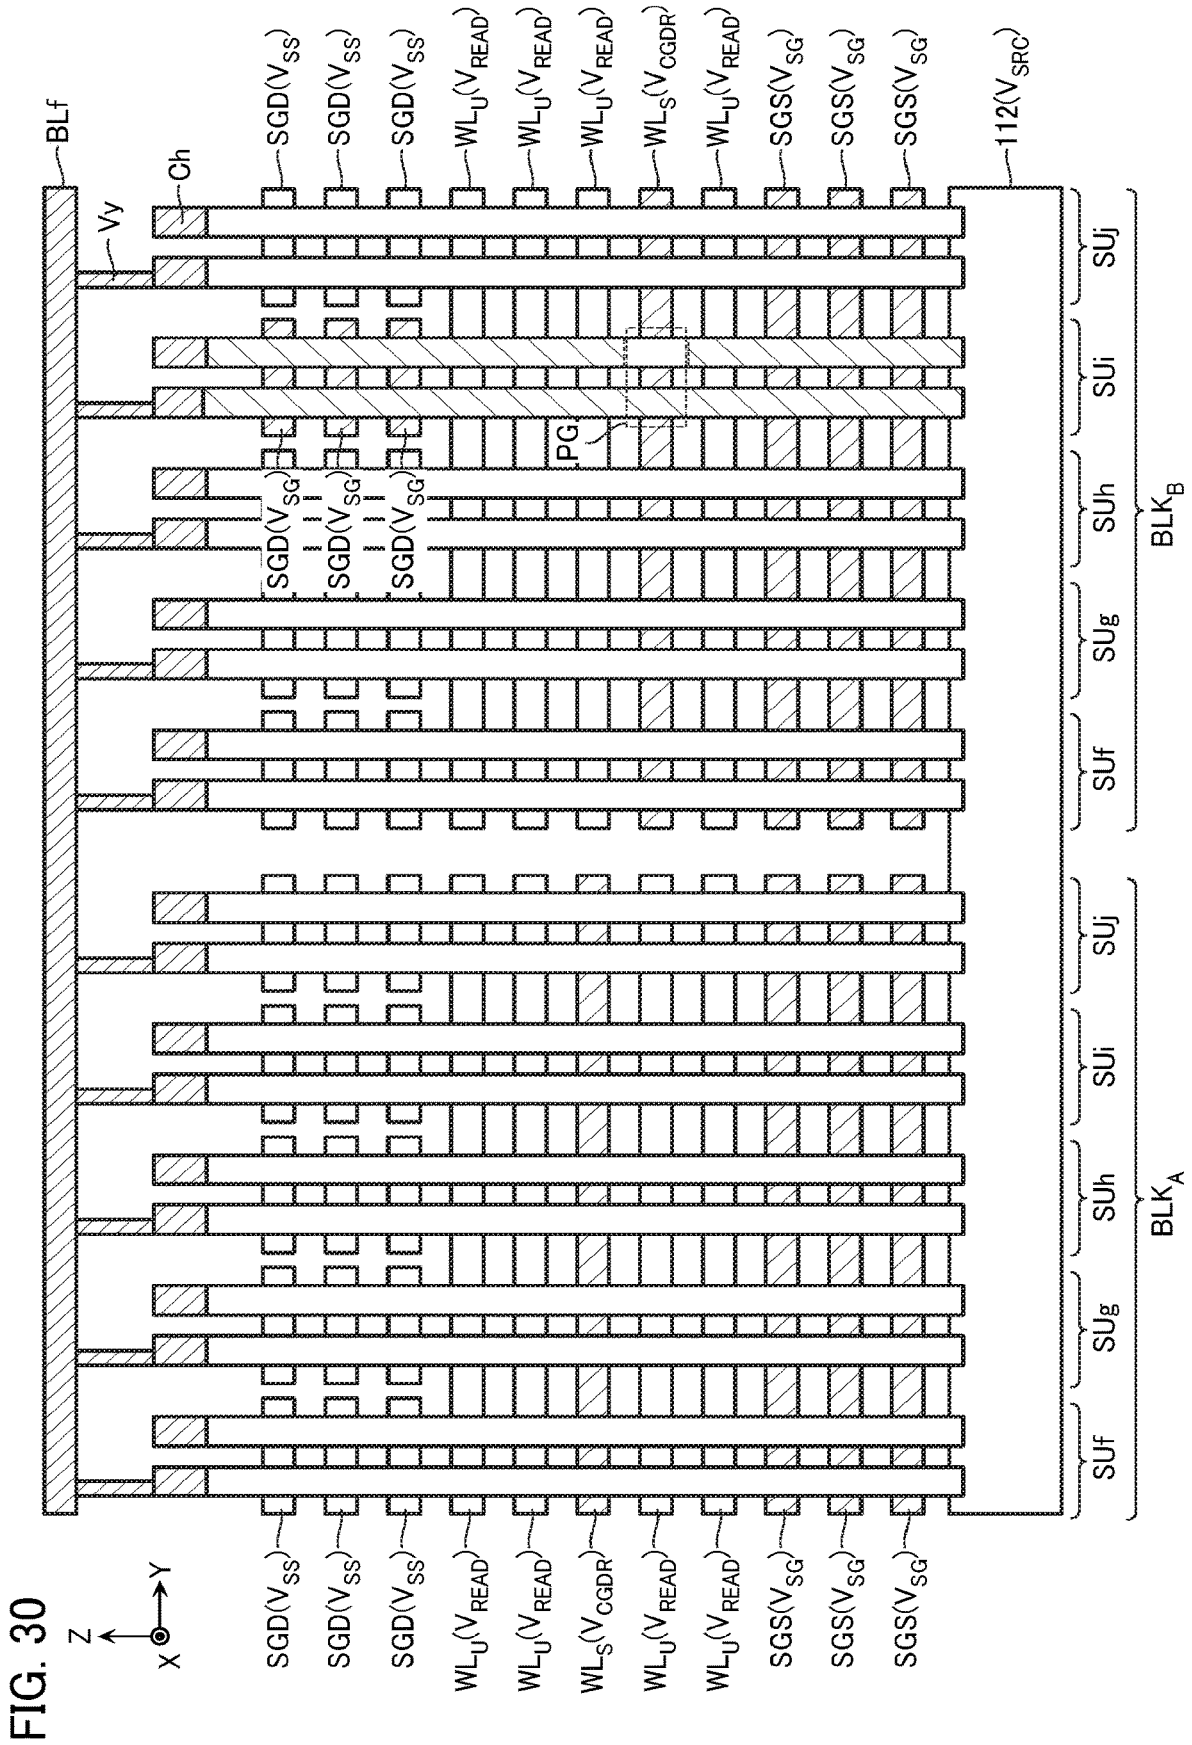 FIG. 30
Z
X
Y
BLf
Vy
Ch
SGD(VSS)
SGD(VSS)
SGD(VSS)
WLU(VREAD)
WLU(VREAD)
WLS(VCGDR)
WLU(VREAD)
WLU(VREAD)
SGS(VSG)
SGS(VSG)
SGS(VSG)
SGD(VSG)
SGD(VSG)
SGD(VSG)
PG
SGD(VSS)
SGD(VSS)
SGD(VSS)
WLU(VREAD)
WLU(VREAD)
WLU(VREAD)
WLS(VCGDR)
WLU(VREAD)
SGS(VSG)
SGS(VSG)
SGS(VSG)
112(VSRC)
SUf
SUg
SUh
SUi
SUj
SUf
SUg
SUh
SUi
SUj
BLKA
BLKB